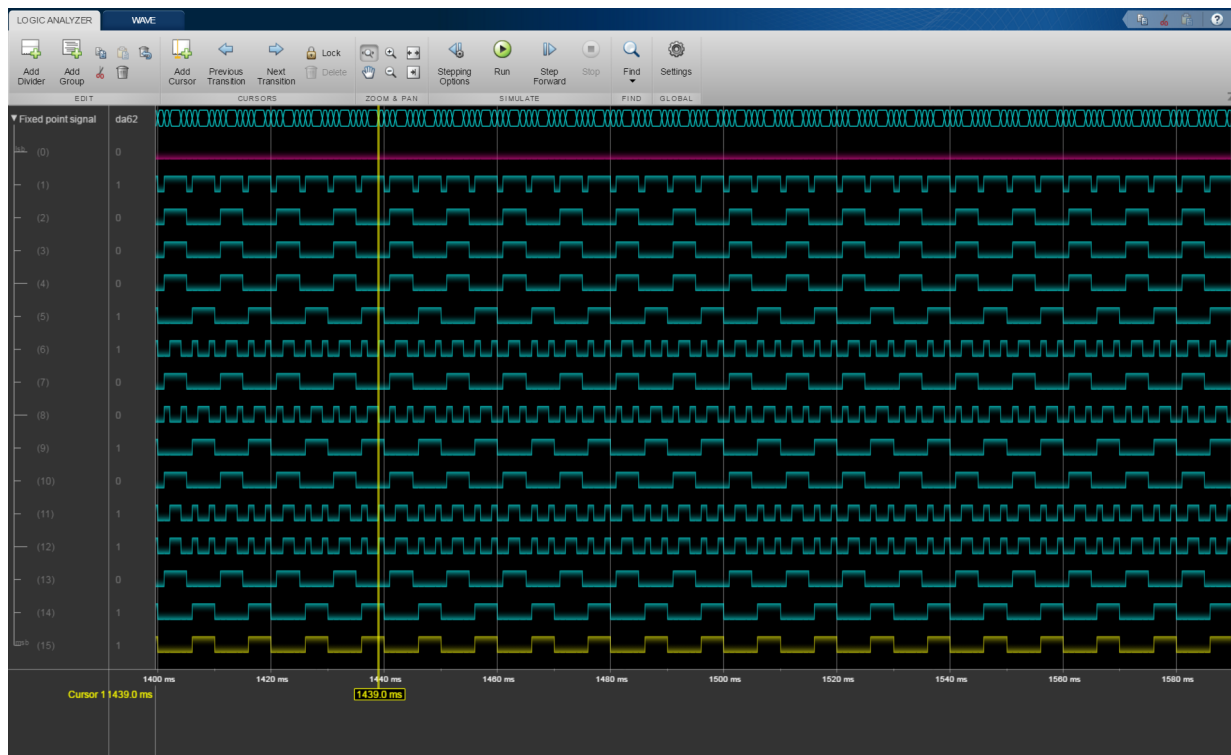 LOGIC ANALYZER WAVE
Add Divider
Add Group
Add Cursor
Previous Transition
Next Transition
Lock
Delete
Stepping Options
Run
Step Forward
Stop
Find
Settings
EDIT CURSORS ZOOM & PAN SIMULATE FIND GLOBAL
Fixed point signal da62
(0) 0
(1) 1
(2) 0
(3) 0
(4) 0
(5) 1
(6) 1
(7) 0
(8) 0
(9) 1
(10) 0
(11) 1
(12) 1
(13) 0
(14) 1
(15) 1
1400 ms 1420 ms 1440 ms 1460 ms 1480 ms 1500 ms 1520 ms 1540 ms 1560 ms 1580 ms
Cursor 1 1439.0 ms 1439.0 ms